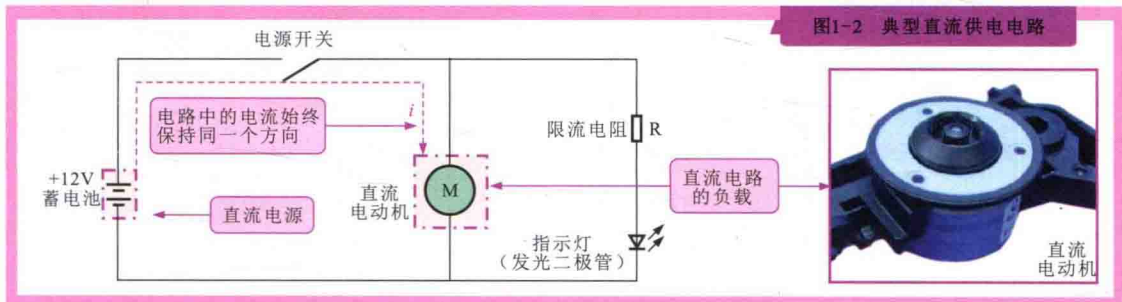 图1-2 典型直流供电电路
电源开关
电路中的电流始终
保持同一个方向
i
限流电阻 R
+12V
蓄电池
直流电源
直流
电动机
M
直流电路
的负载
指示灯
（发光二极管）
直流
电动机